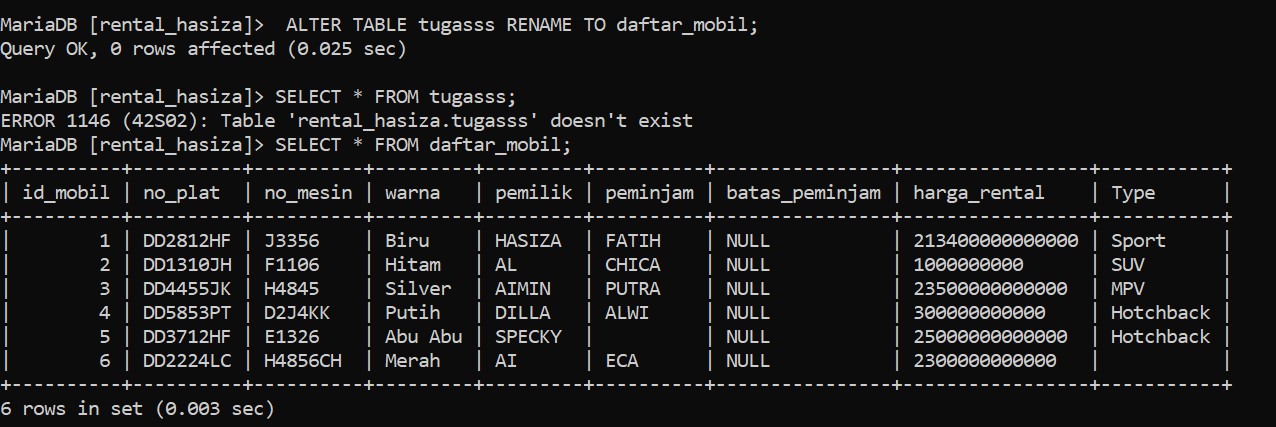 MariaDB [rental_hasiza]>  ALTER TABLE tugasss RENAME TO daftar_mobil;
Query OK, 0 rows affected (0.025 sec)
MariaDB [rental_hasiza]> SELECT * FROM tugasss;
ERROR 1146 (42S02): Table 'rental_hasiza.tugasss' doesn't exist
MariaDB [rental_hasiza]> SELECT * FROM daftar_mobil;
+----------+----------+----------+---------+---------+----------+---------------+-----------------+-----------+
| id_mobil | no_plat  | no_mesin | warna   | pemilik | peminjam | batas_peminjam | harga_rental    | Type      |
+----------+----------+----------+---------+---------+----------+---------------+-----------------+-----------+
|        1 | DD2812HF | J3356    | Biru    | HASIZA  | FATIH    | NULL           | 213400000000000 | Sport     |
|        2 | DD1310JH | F1106    | Hitam   | AL      | CHICA    | NULL           | 1000000000      | SUV       |
|        3 | DD4455JK | H4845    | Silver  | AIMIN   | PUTRA    | NULL           | 23500000000000  | MPV       |
|        4 | DD5853PT | D2J4KK   | Putih   | DILLA   | ALWI     | NULL           | 300000000000    | Hotchback |
|        5 | DD3712HF | E1326    | Abu Abu | SPECKY  |          | NULL           | 25000000000000  | Hotchback |
|        6 | DD2224LC | H4856CH  | Merah   | AI      | ECA      | NULL           | 2300000000000   |           |
+----------+----------+----------+---------+---------+----------+---------------+-----------------+-----------+
6 rows in set (0.003 sec)